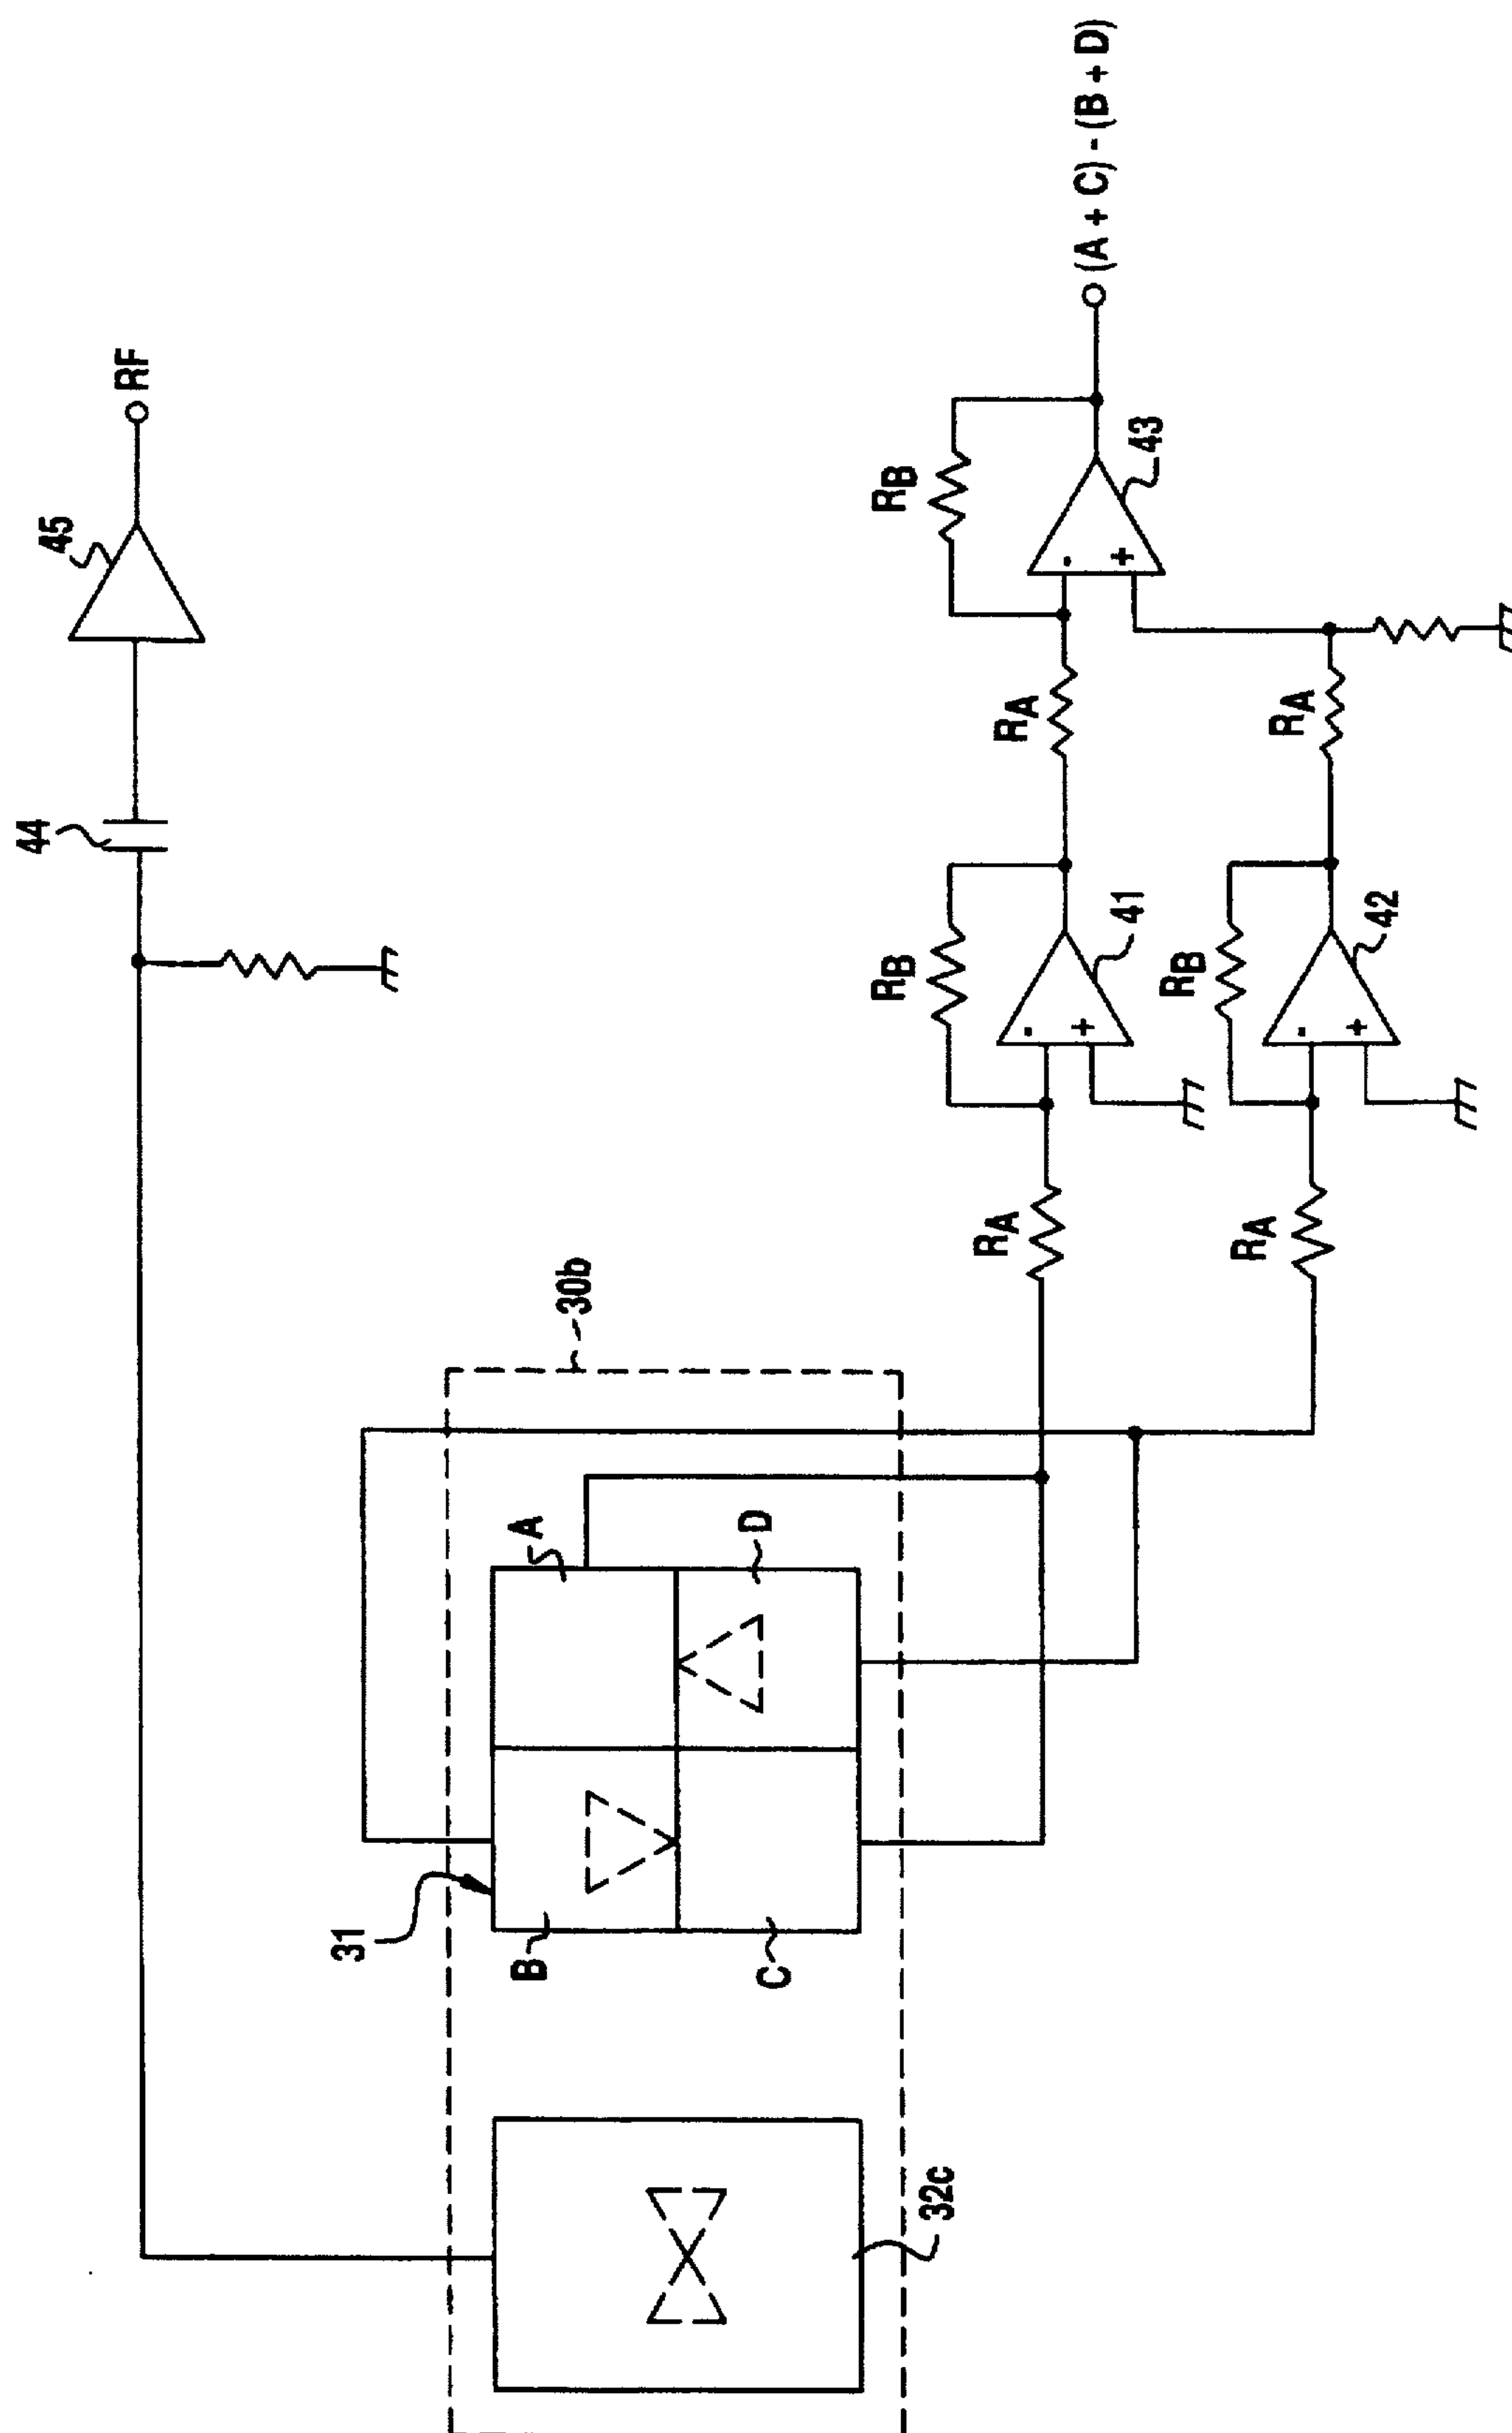 44
45
RF
30b
31
A
B
C
D
32c
RA
RB
41
RA
RB
43
(A + C) - (B + D)
RA
RB
42
RA
-
+
-
+
-
+